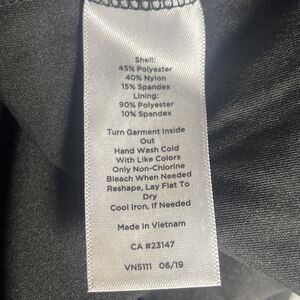 Shell:
45% Polyester
40% Nylon
15% Spandex
Lining:
90% Polyester
10% Spandex
Turn Garment Inside
Out
Hand Wash Cold
With Like Colors
Only Non-Chlorine
Bleach When Needed
Reshape, Lay Flat To
Dry
Cool Iron, If Needed
Made in Vietnam
CA #23147
VN5111 06/19